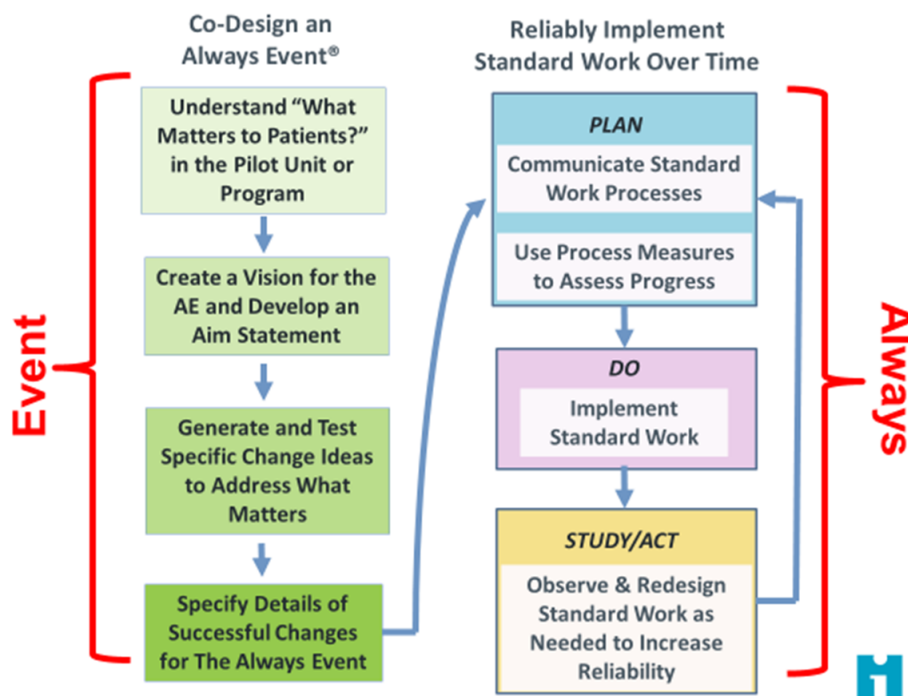 Co-Design an
Always Event®
Understand “What
Matters to Patients?”
in the Pilot Unit or
Program
Create a Vision for the
AE and Develop an
Aim Statement
Generate and Test
Specific Change Ideas
to Address What
Matters
Specify Details of
Successful Changes
for The Always Event
Event
Reliably Implement
Standard Work Over Time
PLAN
Communicate Standard
Work Processes
Use Process Measures
to Assess Progress
DO
Implement
Standard Work
STUDY/ACT
Observe & Redesign
Standard Work as
Needed to Increase
Reliability
Always